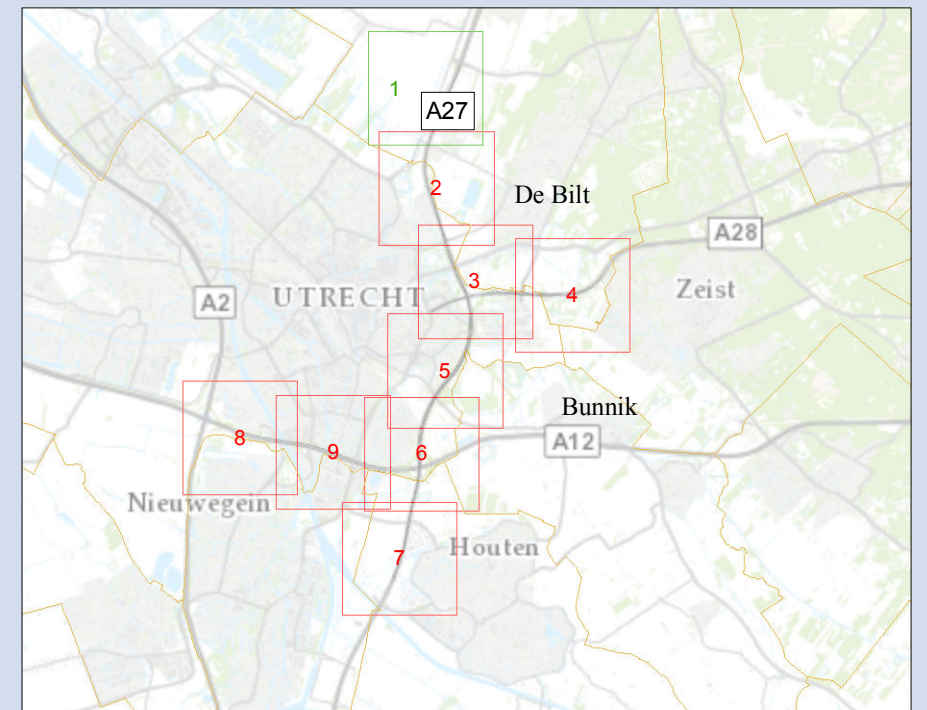 1
A27
2
De Bilt
A28
3
4
Zeist
A2
UTRECHT
5
Bunnik
8
9
6
A12
Nieuwegein
7
Houten